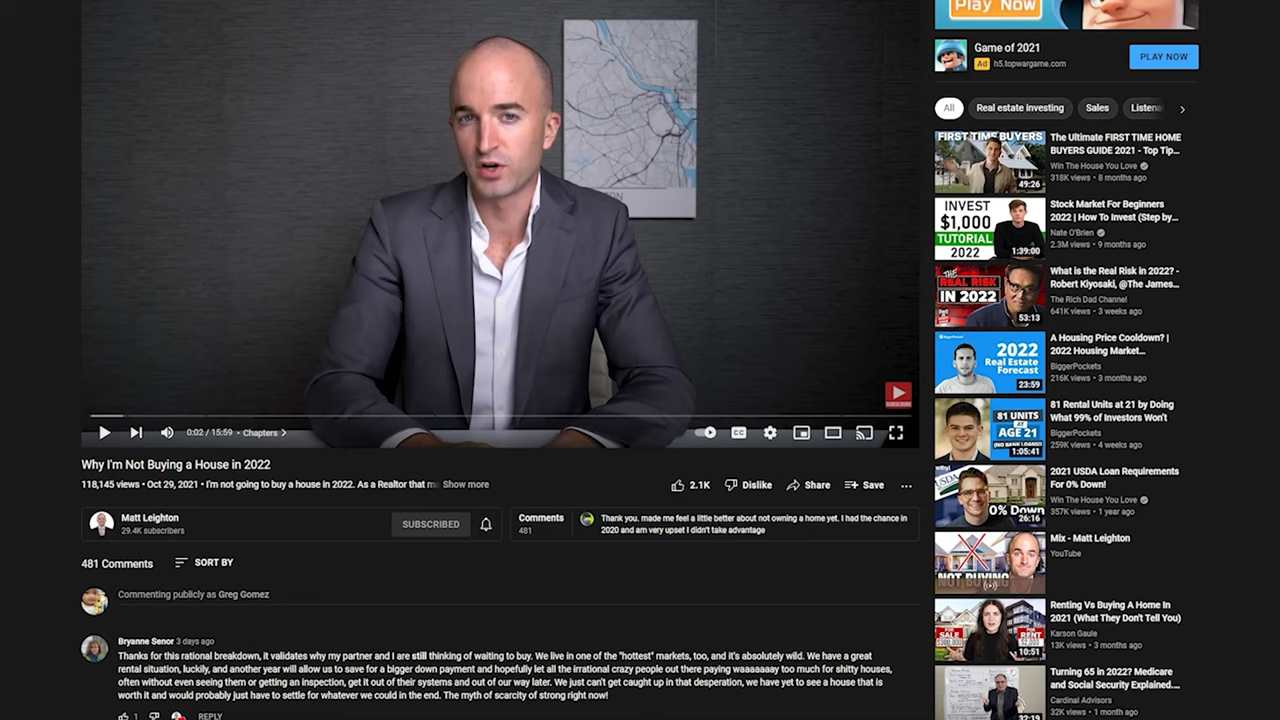 Play Now
Game of 2021
Ad h5.topwargame.com
PLAY NOW
All
Real estate investing
Sales
FIRST TIME BUYERS
49:26
The Ultimate FIRST TIME HOME
BUYERS GUIDE 2021 - Top Tip...
Win The House You Love
318K views • 8 months ago
INVEST
$1,000
TUTORIAL
2022
1:39:00
Stock Market For Beginners
2022 | How To Invest (Step by...
Nate O'Brien
2.3M views • 9 months ago
THE
REAL RISK
IN 2022
53:13
What is the Real Risk in 2022? -
Robert Kiyosaki, @The James...
The Rich Dad Channel
641K views • 3 weeks ago
BiggerPockets
2022
Real Estate
Forecast
23:59
A Housing Price Cooldown? |
2022 Housing Market...
BiggerPockets
216K views • 3 months ago
81 UNITS
AT
AGE 21
(NO BANK LOANS!)
1:05:41
81 Rental Units at 21 by Doing
What 99% of Investors Won't
BiggerPockets
259K views • 4 weeks ago
USDA
0% Down
26:16
2021 USDA Loan Requirements
For 0% Down!
Win The House You Love
357K views • 1 year ago
NOT BUYING
Mix - Matt Leighton
YouTube
FOR SALE
$300,000
FOR RENT
$2,000
10:51
Renting Vs Buying A Home In
2021 (What They Don't Tell You)
Karson Gaule
13K views • 3 months ago
32:19
Turning 65 in 2022? Medicare
and Social Security Explained....
Cardinal Advisors
32K views • 1 month ago
SUBSCRIBE
0:02 / 15:59 • Chapters
CC
Why I'm Not Buying a House in 2022
118,145 views • Oct 29, 2021 • I'm not going to buy a house in 2022. As a Realtor that Show more
2.1K Dislike Share Save
Matt Leighton
29.4K subscribers
SUBSCRIBED
Comments
481
Thank you. made me feel a little better about not owning a home yet. I had the chance in
2020 and am very upset I didn't take advantage
481 Comments SORT BY
Commenting publicly as Greg Gomez
Bryanne Senor 3 days ago
Thanks for this rational breakdown, it validates why my partner and I are still thinking of waiting to buy. We live in one of the "hottest" markets, too, and it's absolutely wild. We have a great
rental situation, luckily, and another year will allow us to save for a bigger down payment and hopefully let all the irrational crazy people out there paying waaaaaaay too much for shitty houses,
often without even seeing them or getting an inspection, get it out of their systems and out of our way later. We just can't get caught up in that desperation, we have yet to see a house that is
worth it and would probably just have to settle for whatever we could in the end. The myth of scarcity of strong right now!
1 REPLY